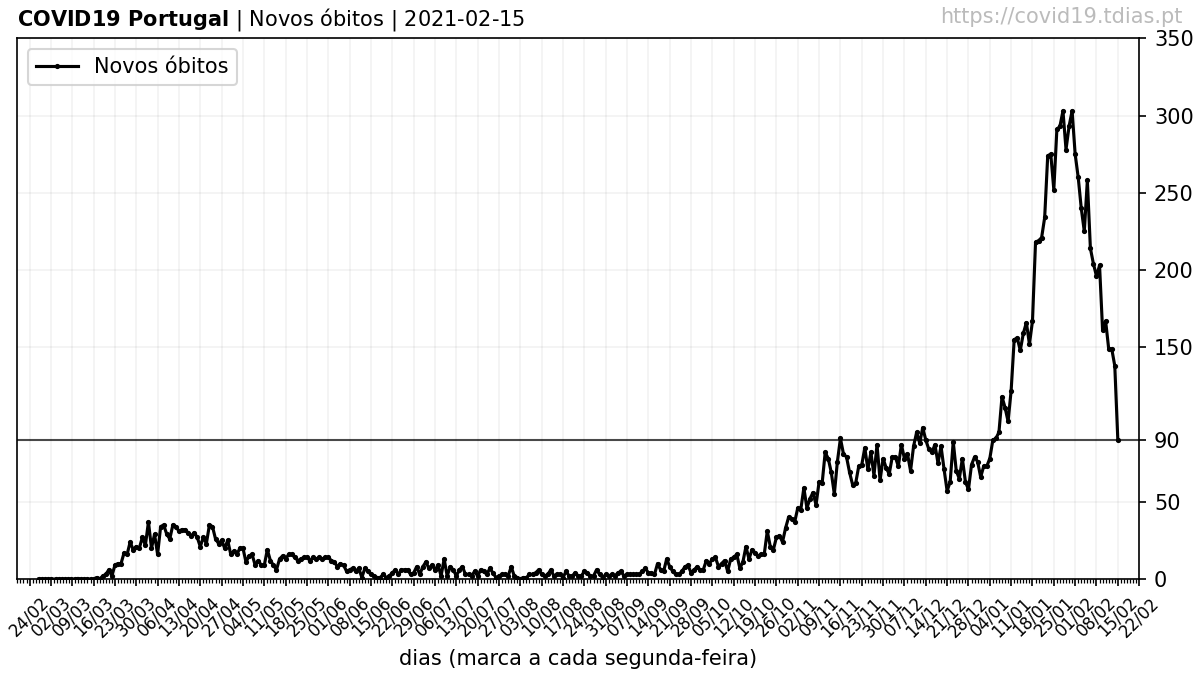 COVID19 Portugal | Novos óbitos | 2021-02-15
https://covid19.tdias.pt
Novos óbitos
350
300
250
200
150
90
50
0
24/02 02/03 09/03 16/03 23/03 30/03 06/04 13/04 20/04 27/04 04/05 11/05 18/05 25/05 01/06 08/06 15/06 22/06 29/06 06/07 13/07 20/07 27/07 03/08 10/08 17/08 24/08 31/08 07/09 14/09 21/09 28/09 05/10 12/10 19/10 26/10 02/11 09/11 16/11 23/11 30/11 07/12 14/12 21/12 28/12 04/01 11/01 18/01 25/01 01/02 08/02 15/02 22/02
dias (marca a cada segunda-feira)